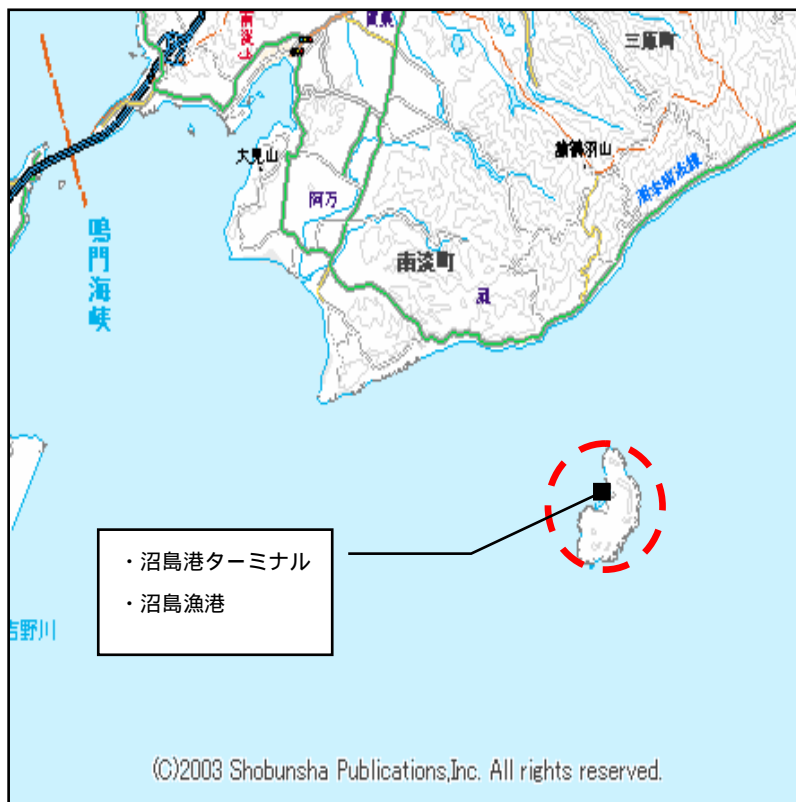 三原町
大見山
諭鶴羽山
阿万
鳴門海峡
南淡町
・沼島港ターミナル
・沼島漁港
吉野川
(C)2003 Shobunsha Publications,Inc. All rights reserved.